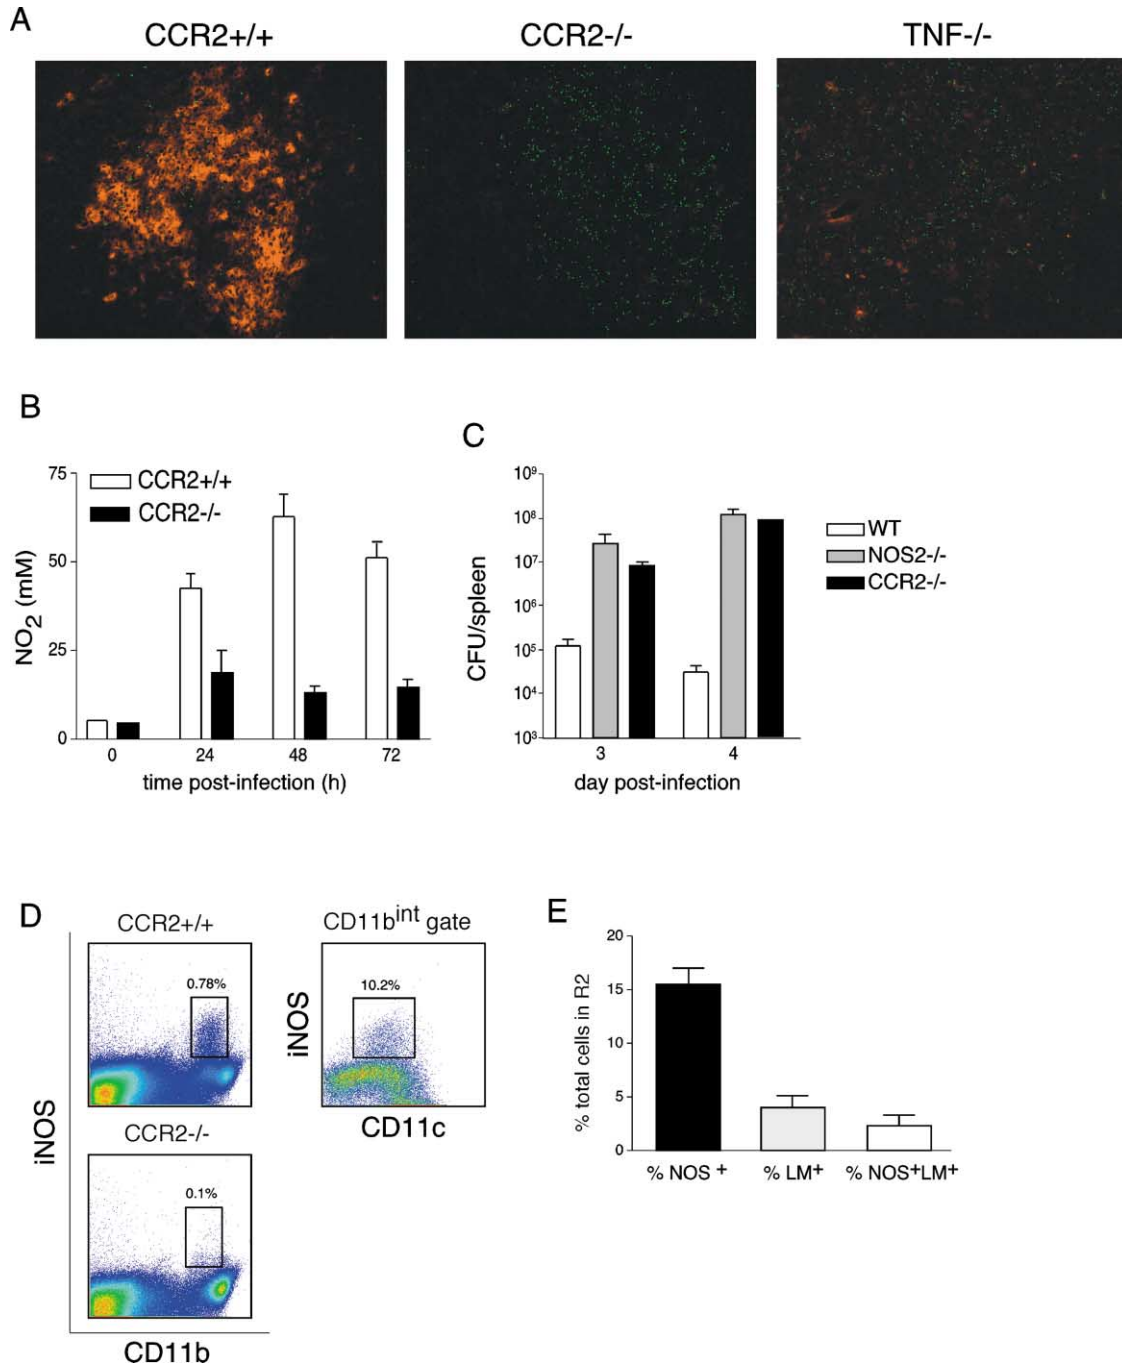 A
CCR2+/+
CCR2-/-
TNF-/-
B
75
50
25
0
NO2 (mM)
CCR2+/+
CCR2-/-
0 24 48 72
time post-infection (h)
C
10⁹
10⁸
10⁷
10⁶
10⁵
10⁴
10³
CFU/spleen
3 4
day post-infection
WT
NOS2-/-
CCR2-/-
D
CCR2+/+
0.78%
CCR2-/-
0.1%
iNOS
CD11b
CD11b^int gate
10.2%
iNOS
CD11c
E
20
15
10
5
0
% total cells in R2
% NOS +
% LM+
% NOS+LM+